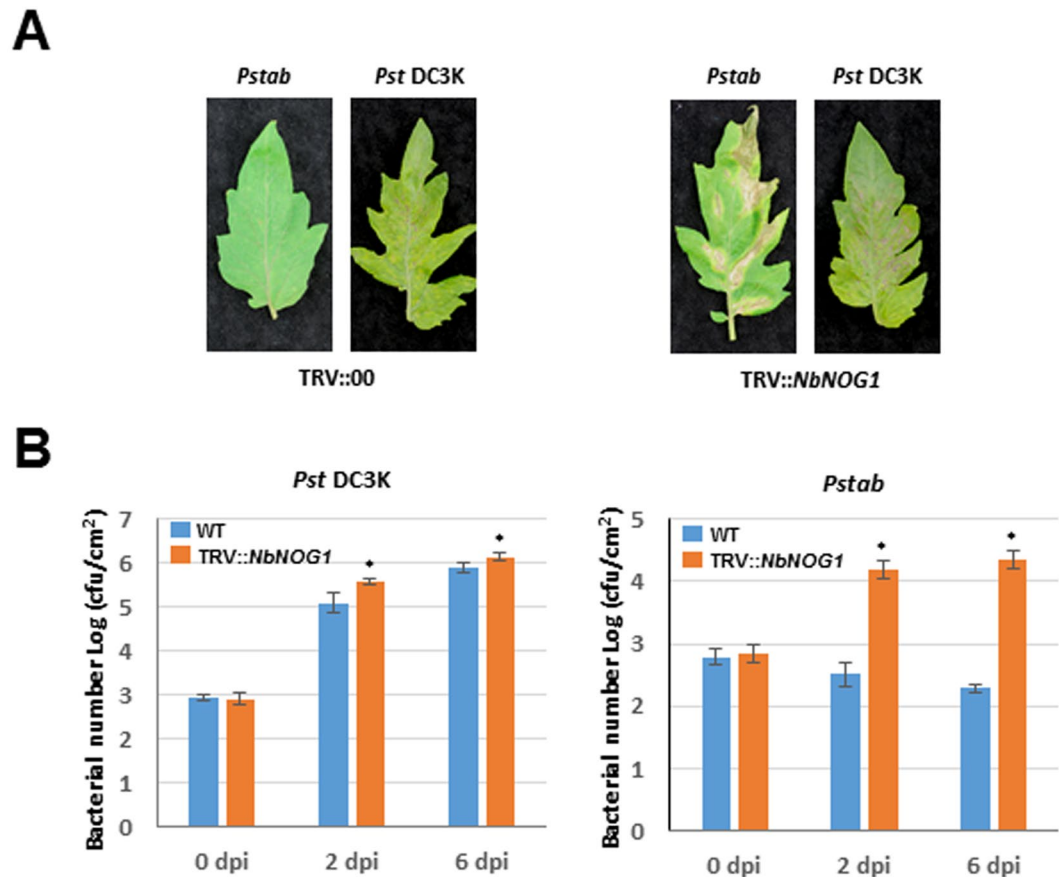 A
Pstab Pst DC3K Pstab Pst DC3K
TRV::00 TRV::NbNOG1
B
Pst DC3K
Bacterial number Log (cfu/cm²)
WT
TRV::NbNOG1
*
*
7
6
5
4
3
2
1
0
0 dpi 2 dpi 6 dpi
Pstab
Bacterial number Log (cfu/cm²)
WT
TRV::NbNOG1
*
*
5
4
3
2
1
0
0 dpi 2 dpi 6 dpi